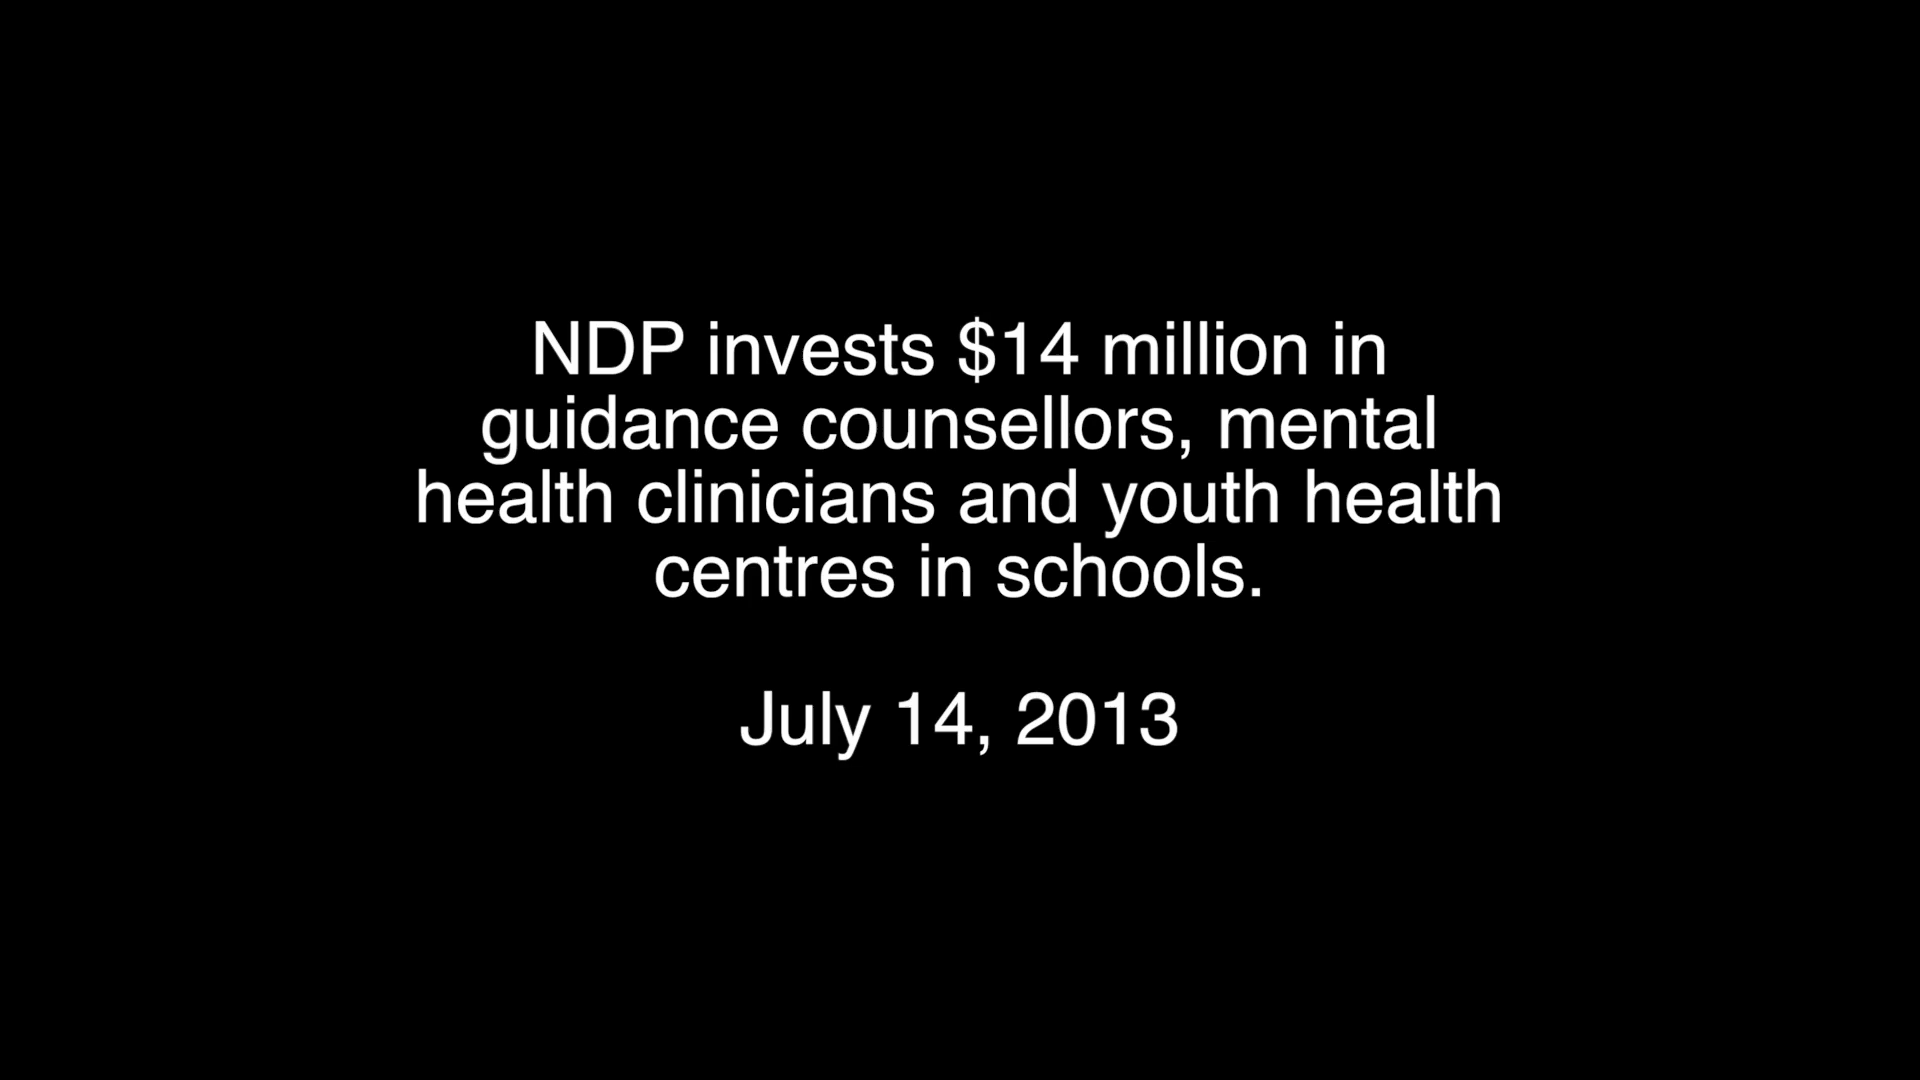 NDP invests $14 million in
guidance counsellors, mental
health clinicians and youth health
centres in schools.
July 14, 2013